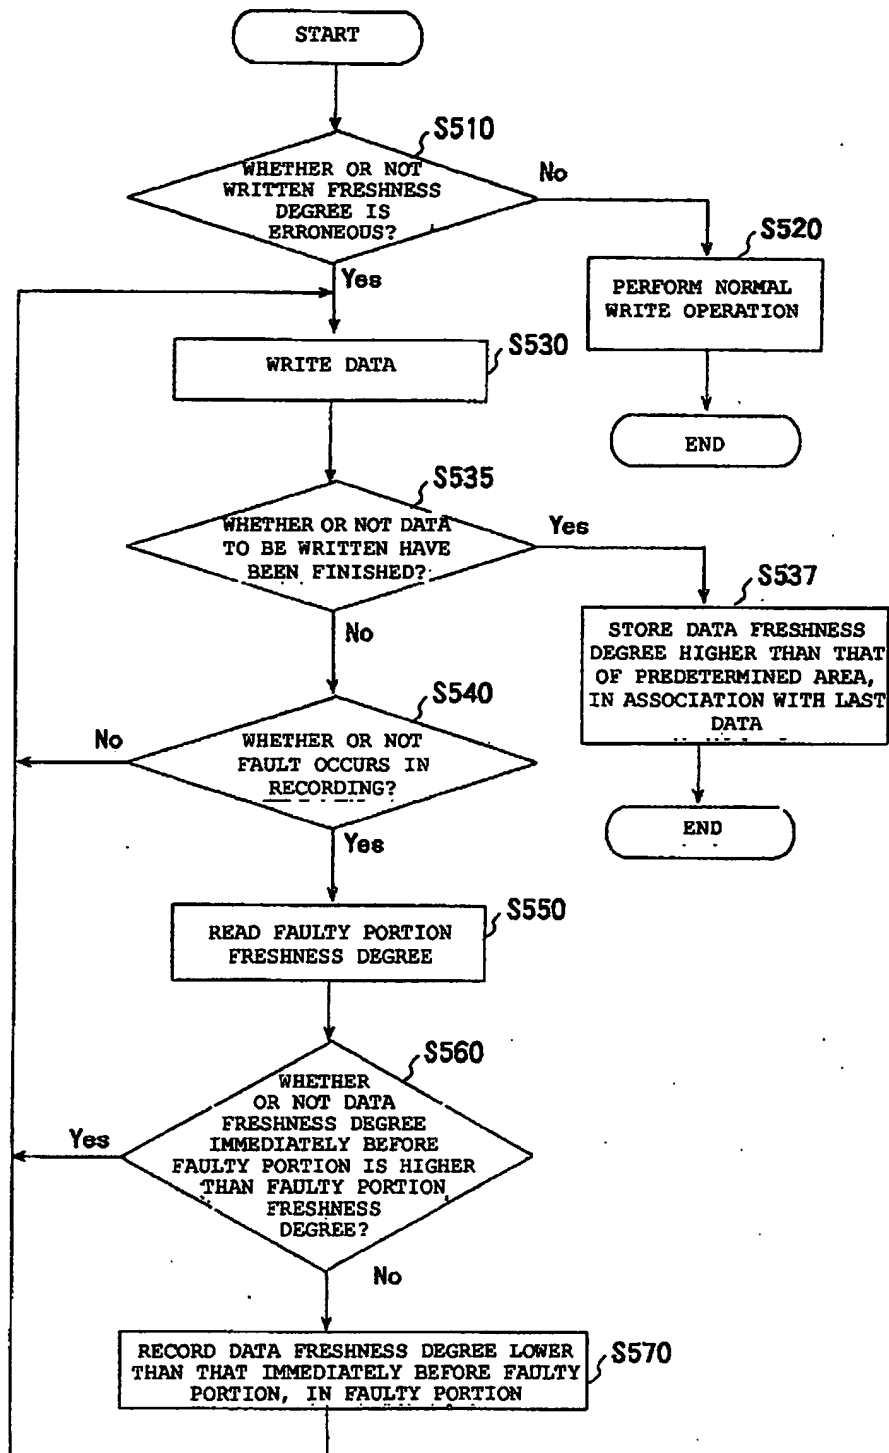 START
S510
WHETHER OR NOT
WRITTEN FRESHNESS
DEGREE IS
ERRONEOUS?
No
Yes
S520
PERFORM NORMAL
WRITE OPERATION
END
S530
WRITE DATA
S535
WHETHER OR NOT DATA
TO BE WRITTEN HAVE
BEEN FINISHED?
Yes
No
S537
STORE DATA FRESHNESS
DEGREE HIGHER THAN THAT
OF PREDETERMINED AREA,
IN ASSOCIATION WITH LAST
DATA
END
S540
WHETHER OR NOT
FAULT OCCURS IN
RECORDING?
No
Yes
S550
READ FAULTY PORTION
FRESHNESS DEGREE
S560
WHETHER
OR NOT DATA
FRESHNESS DEGREE
IMMEDIATELY BEFORE
FAULTY PORTION IS HIGHER
THAN FAULTY PORTION
FRESHNESS
DEGREE?
Yes
No
S570
RECORD DATA FRESHNESS DEGREE LOWER
THAN THAT IMMEDIATELY BEFORE FAULTY
PORTION, IN FAULTY PORTION